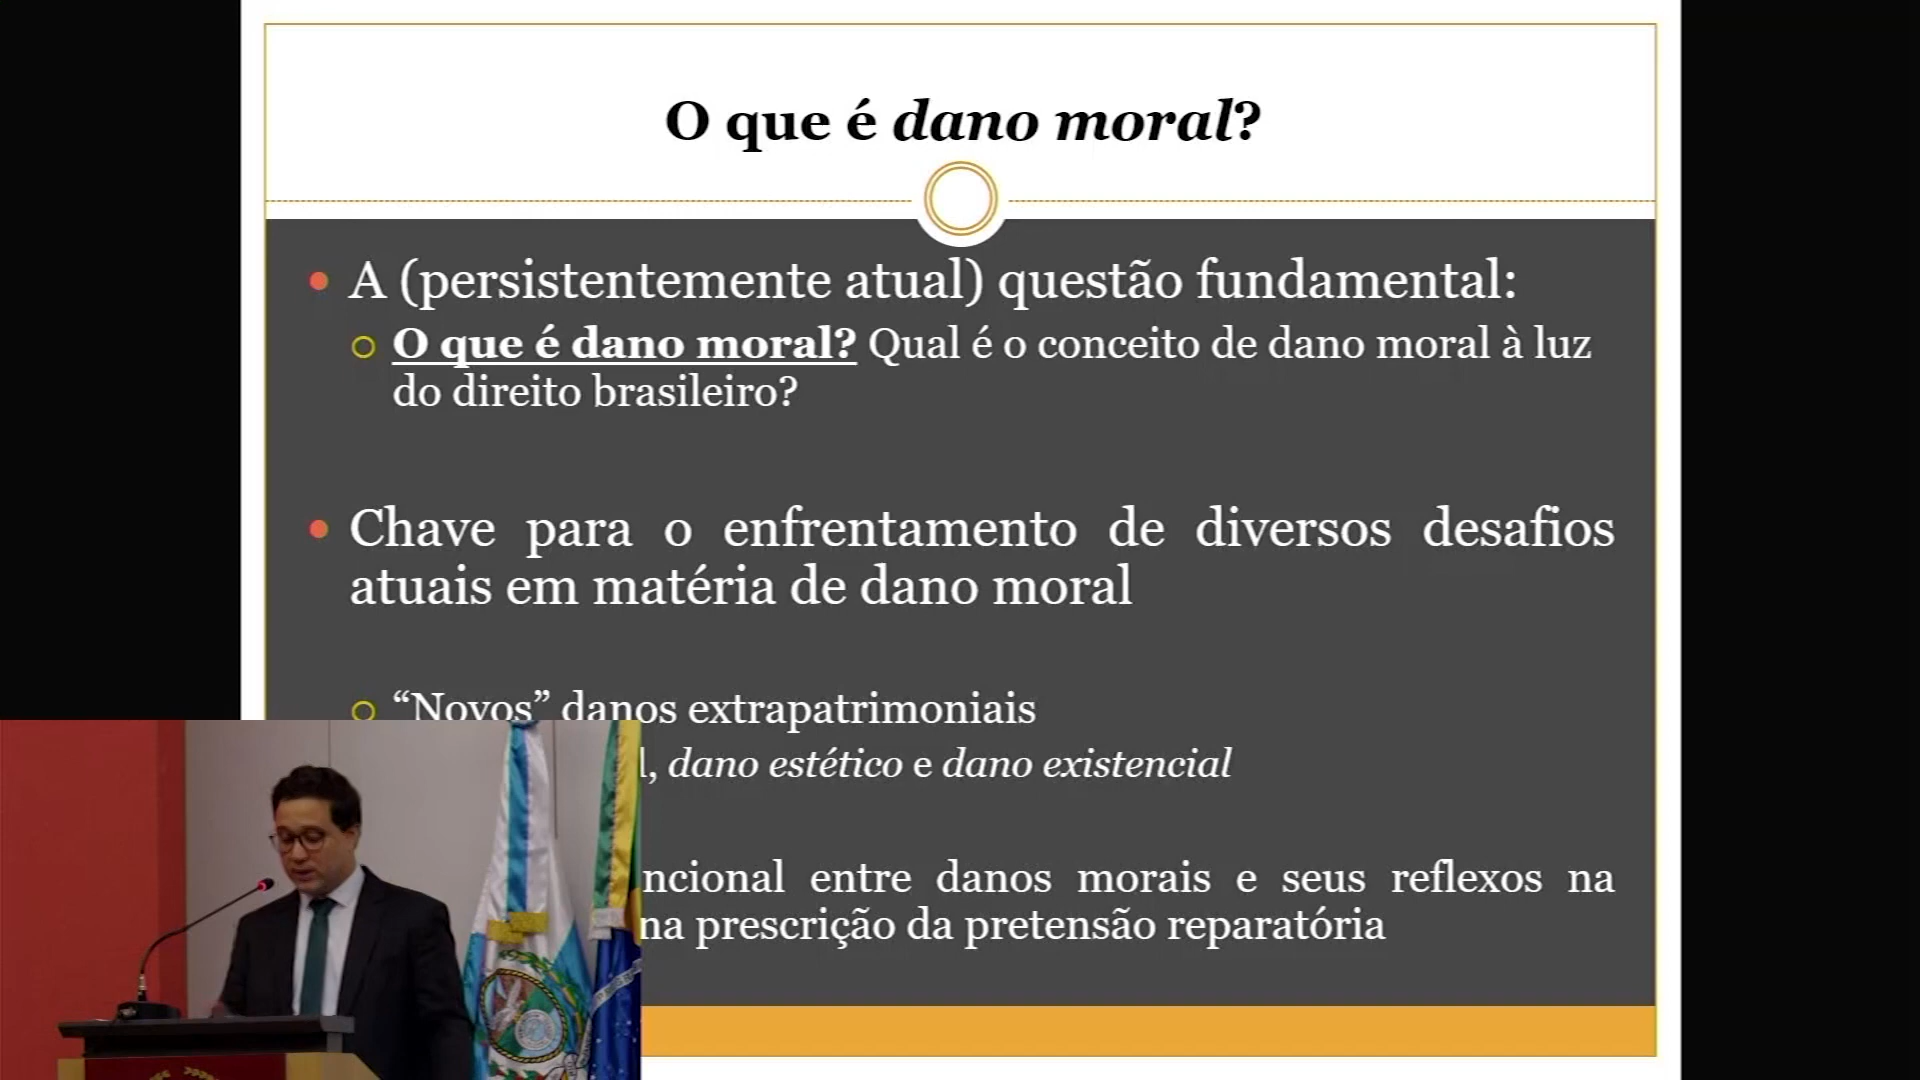 O que é dano moral?
A (persistentemente atual) questão fundamental:
O que é dano moral? Qual é o conceito de dano moral à luz
do direito brasileiro?
Chave para o enfrentamento de diversos desafios
atuais em matéria de dano moral
“Novos” danos extrapatrimoniais
, dano estético e dano existencial
entre danos morais e seus reflexos na
na prescrição da pretensão reparatória